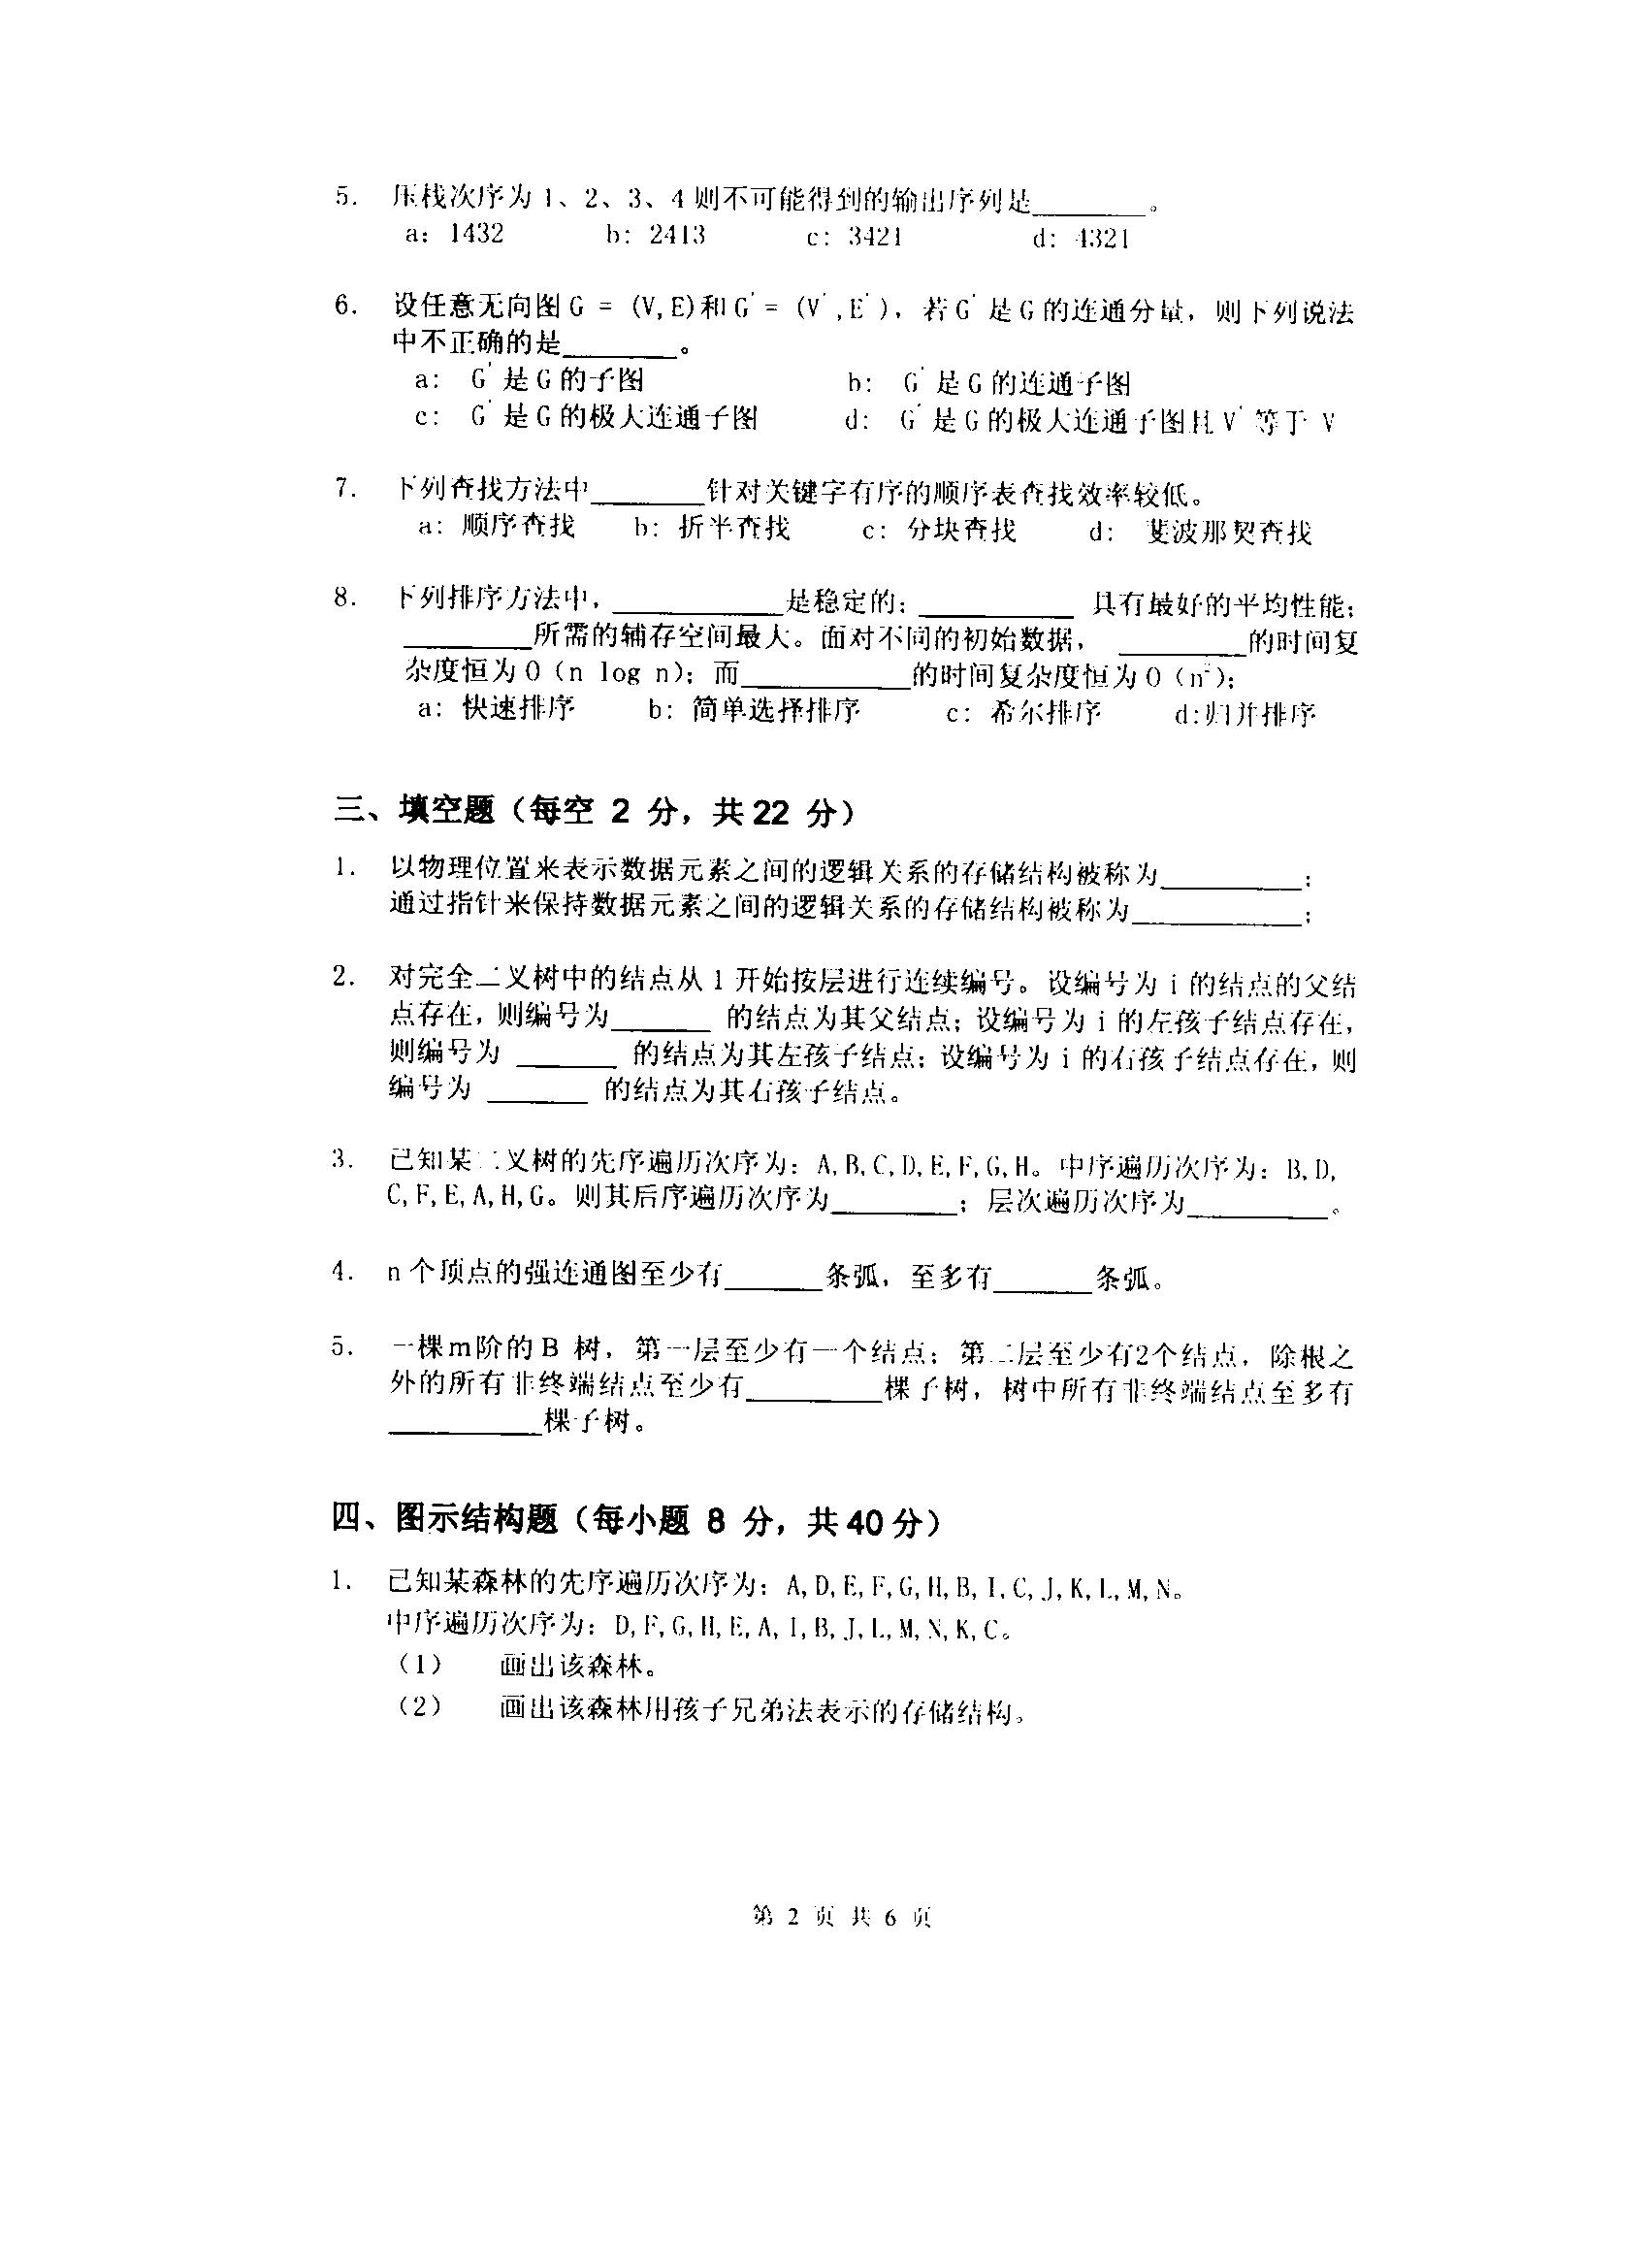 5. 压栈次序为 1、2、3、4 则不可能得到的输出序列是________。
a: 1432 b: 2413 c: 3421 d: 4321
6. 设任意无向图 G = (V,E)和 G' = (V',E'), 若 G' 是 G 的连通分量，则下列说法
中不正确的是________。
a: G' 是 G 的子图 b: G' 是 G 的连通子图
c: G' 是 G 的极大连通子图 d: G' 是 G 的极大连通子图且 V' 等于 V
7. 下列查找方法中________针对关键字有序的顺序表查找效率较低。
a: 顺序查找 b: 折半查找 c: 分块查找 d: 斐波那契查找
8. 下列排序方法中，____________是稳定的；_____________ 具有最好的平均性能；
_________所需的辅存空间最大。面对不同的初始数据，_________的时间复
杂度恒为 O（n log n）；而____________的时间复杂度恒为 O（n²）；
a: 快速排序 b: 简单选择排序 c: 希尔排序 d:归并排序
三、填空题（每空 2 分，共 22 分）
1. 以物理位置来表示数据元素之间的逻辑关系的存储结构被称为__________；
通过指针来保持数据元素之间的逻辑关系的存储结构被称为____________；
2. 对完全二叉树中的结点从 1 开始按层进行连续编号。设编号为 i 的结点的父结
点存在，则编号为_______ 的结点为其父结点；设编号为 i 的左孩子结点存在，
则编号为 _______ 的结点为其左孩子结点；设编号为 i 的右孩子结点存在，则
编号为 _______ 的结点为其右孩子结点。
3. 已知某二叉树的先序遍历次序为：A,B,C,D,E,F,G,H。中序遍历次序为：B,D,
C,F,E,A,H,G。则其后序遍历次序为_________；层次遍历次序为__________。
4. n 个顶点的强连通图至少有_______条弧，至多有_______条弧。
5. 一棵m阶的 B 树，第一层至少有一个结点；第二层至少有2个结点，除根之
外的所有非终端结点至少有__________棵子树，树中所有非终端结点至多有
___________棵子树。
四、图示结构题（每小题 8 分，共 40 分）
1. 已知某森林的先序遍历次序为：A,D,E,F,G,H,B,I,C,J,K,L,M,N。
中序遍历次序为：D,F,G,H,E,A,I,B,J,L,M,N,K,C。
（1） 画出该森林。
（2） 画出该森林用孩子兄弟法表示的存储结构。
第 2 页 共 6 页